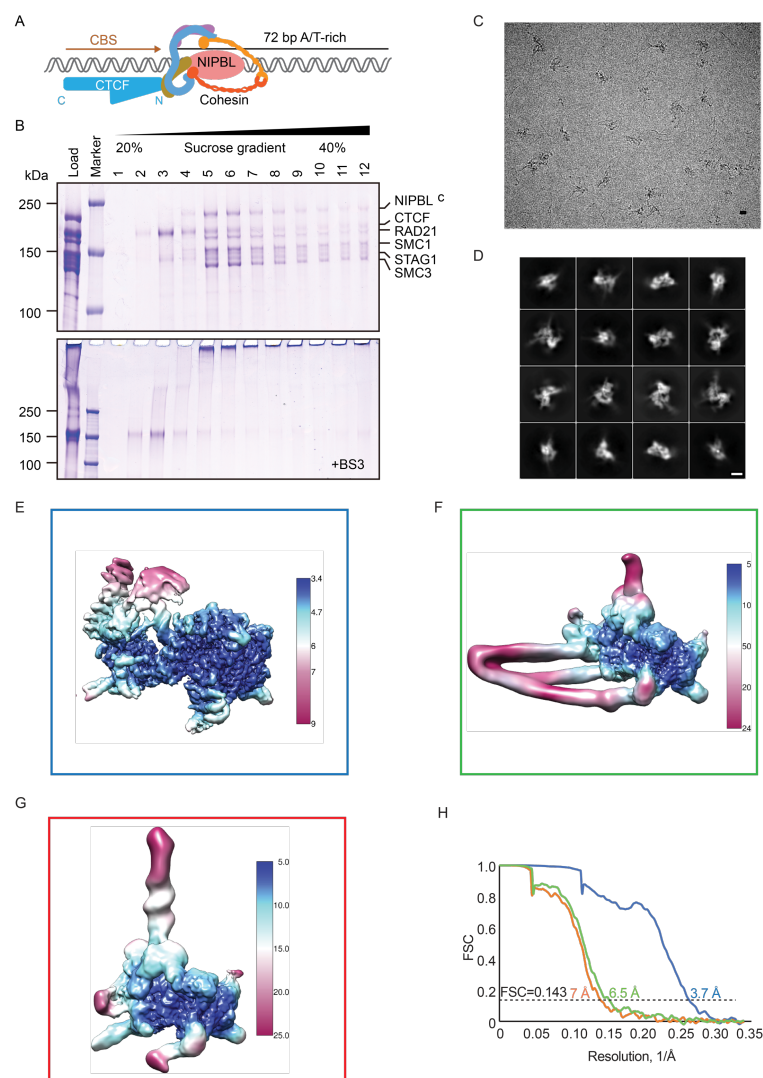 A
CBS
72 bp A/T-rich
NIPBL
CTCF
C
N
Cohesin
B
20%
Sucrose gradient
40%
kDa
Load
Marker
1
2
3
4
5
6
7
8
9
10
11
12
250
150
100
NIPBL C
CTCF
RAD21
SMC1
STAG1
SMC3
250
150
100
+BS3
C
D
E
3.4
4.7
6
7
9
F
5
10
50
20
24
G
5.0
10.0
15.0
20.0
25.0
H
1.0
0.8
0.6
0.4
0.2
0
FSC
FSC=0.143
7 Å
6.5 Å
3.7 Å
0 0.05 0.10 0.15 0.20 0.25 0.30 0.35
Resolution, 1/Å